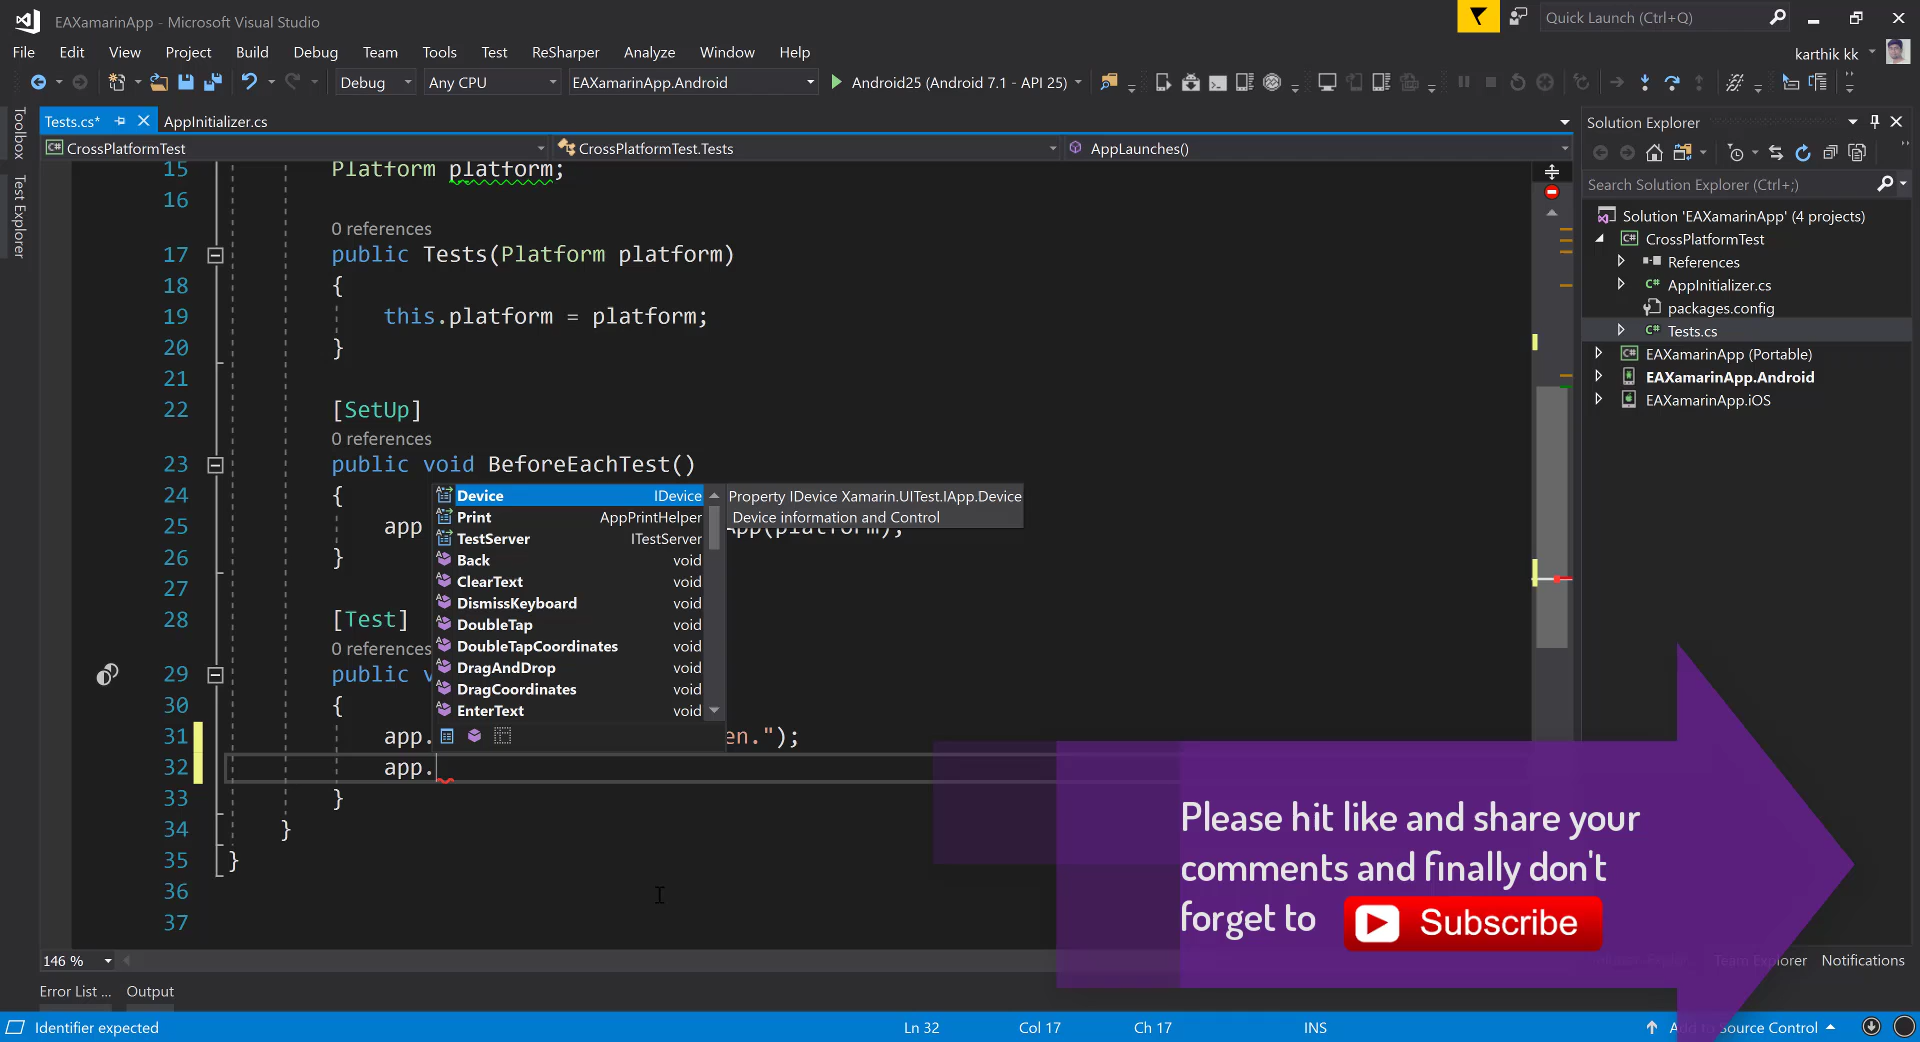 EAXamarinApp - Microsoft Visual Studio
Quick Launch (Ctrl+Q)
File Edit View Project Build Debug Team Tools Test ReSharper Analyze Window Help
karthik kk
Debug Any CPU EAXamarinApp.Android Android25 (Android 7.1 - API 25)
Toolbox
Test Explorer
Tests.cs* AppInitializer.cs
CrossPlatformTest CrossPlatformTest.Tests AppLaunches()
15 Platform platform;
16
0 references
17 public Tests(Platform platform)
18 {
19 this.platform = platform;
20 }
21
22 [SetUp]
0 references
23 public void BeforeEachTest()
24 {
25 app App(platform);
26 }
27
28 [Test]
0 references
29 public v
30 {
31 app. en.");
32 app.
33 }
34 }
35 }
36
37
Device IDevice
Print AppPrintHelper
TestServer ITestServer
Back void
ClearText void
DismissKeyboard void
DoubleTap void
DoubleTapCoordinates void
DragAndDrop void
DragCoordinates void
EnterText void
Property IDevice Xamarin.UITest.IApp.Device
Device information and Control
Solution Explorer
Search Solution Explorer (Ctrl+;)
Solution 'EAXamarinApp' (4 projects)
CrossPlatformTest
References
AppInitializer.cs
packages.config
Tests.cs
EAXamarinApp (Portable)
EAXamarinApp.Android
EAXamarinApp.iOS
Please hit like and share your
comments and finally don't
forget to Subscribe
146 %
Team Explorer Notifications
Error List ... Output
Identifier expected Ln 32 Col 17 Ch 17 INS Add to Source Control